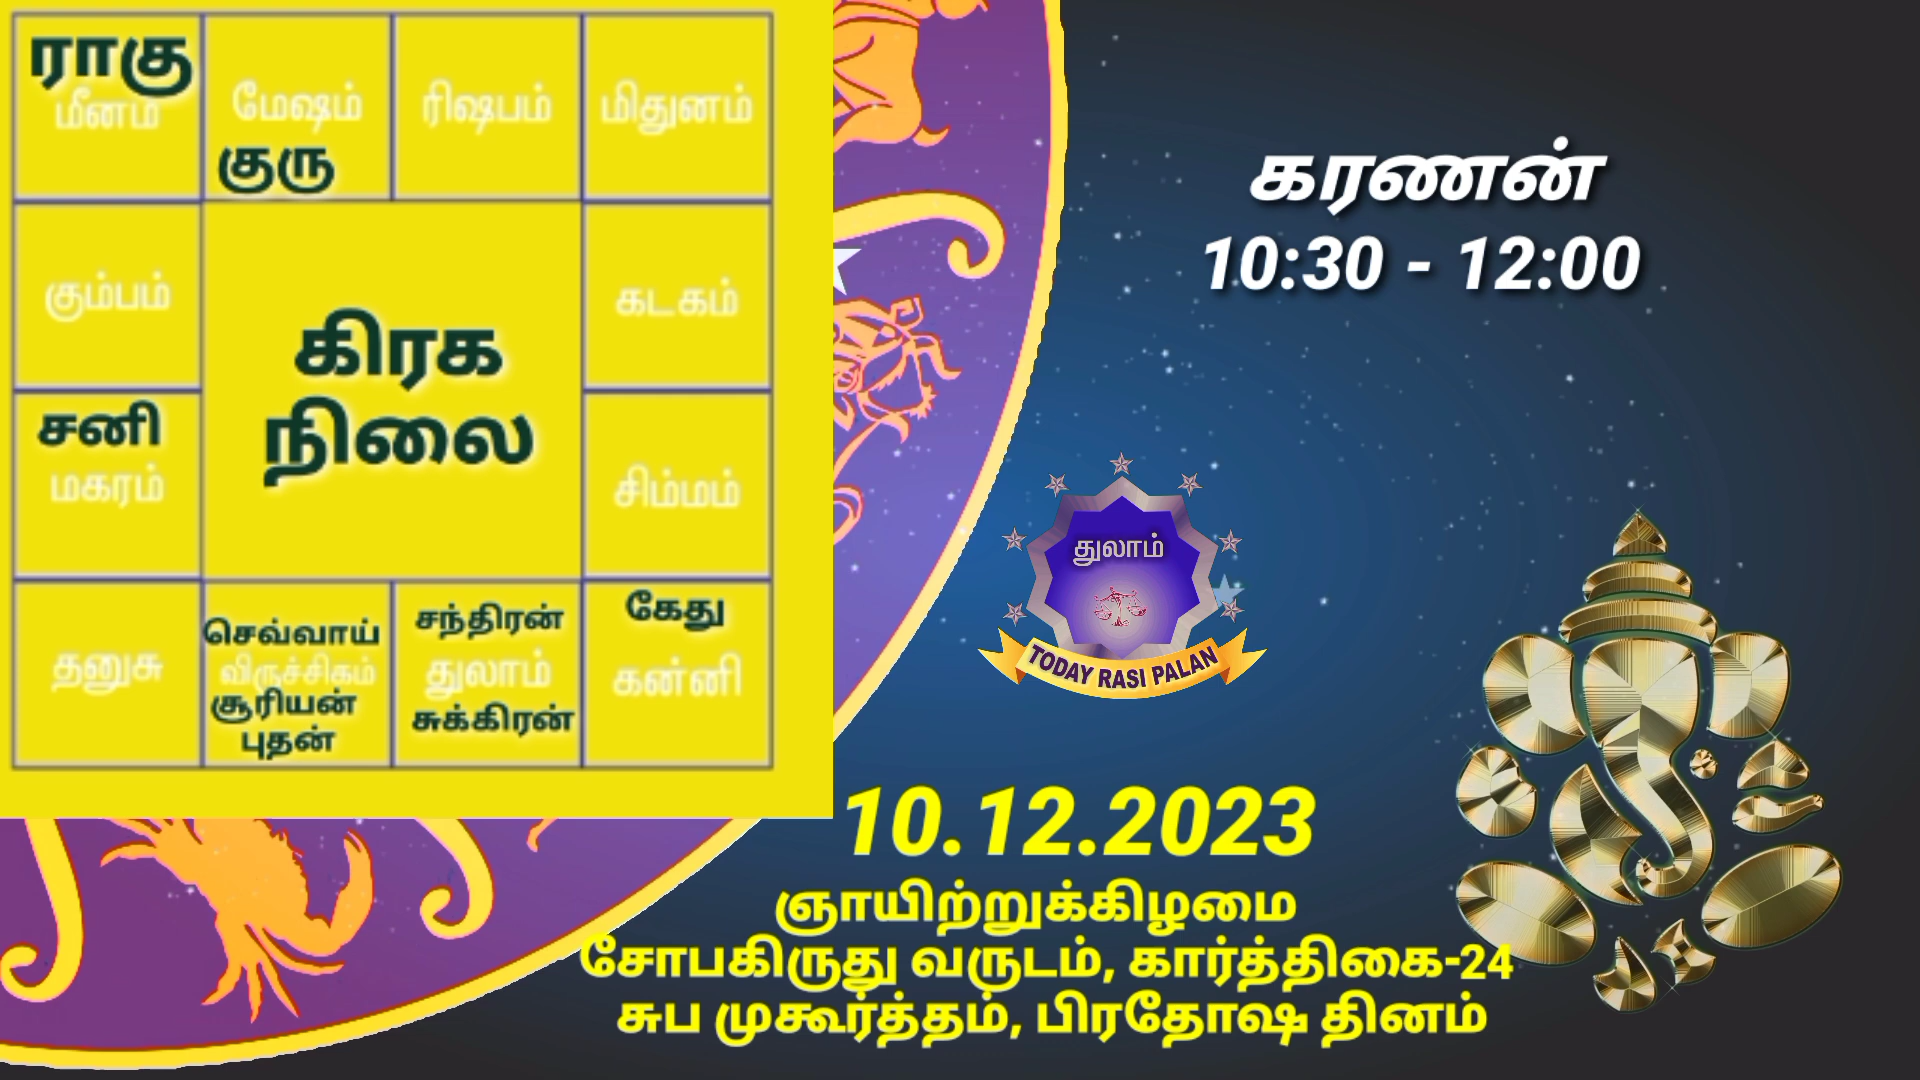 ராகு
மீனம்
மேஷம்
குரு
ரிஷபம்
மிதுனம்
கும்பம்
கடகம்
கிரக
நிலை
சனி
மகரம்
சிம்மம்
தனுசு
செவ்வாய்
விருச்சிகம்
சூரியன்
புதன்
சந்திரன்
துலாம்
சுக்கிரன்
கேது
கன்னி
கரணன்
10:30 - 12:00
துலாம்
TODAY RASI PALAN
10.12.2023
ஞாயிற்றுக்கிழமை
சோபகிருது வருடம், கார்த்திகை-24
சுப முகூர்த்தம், பிரதோஷ தினம்